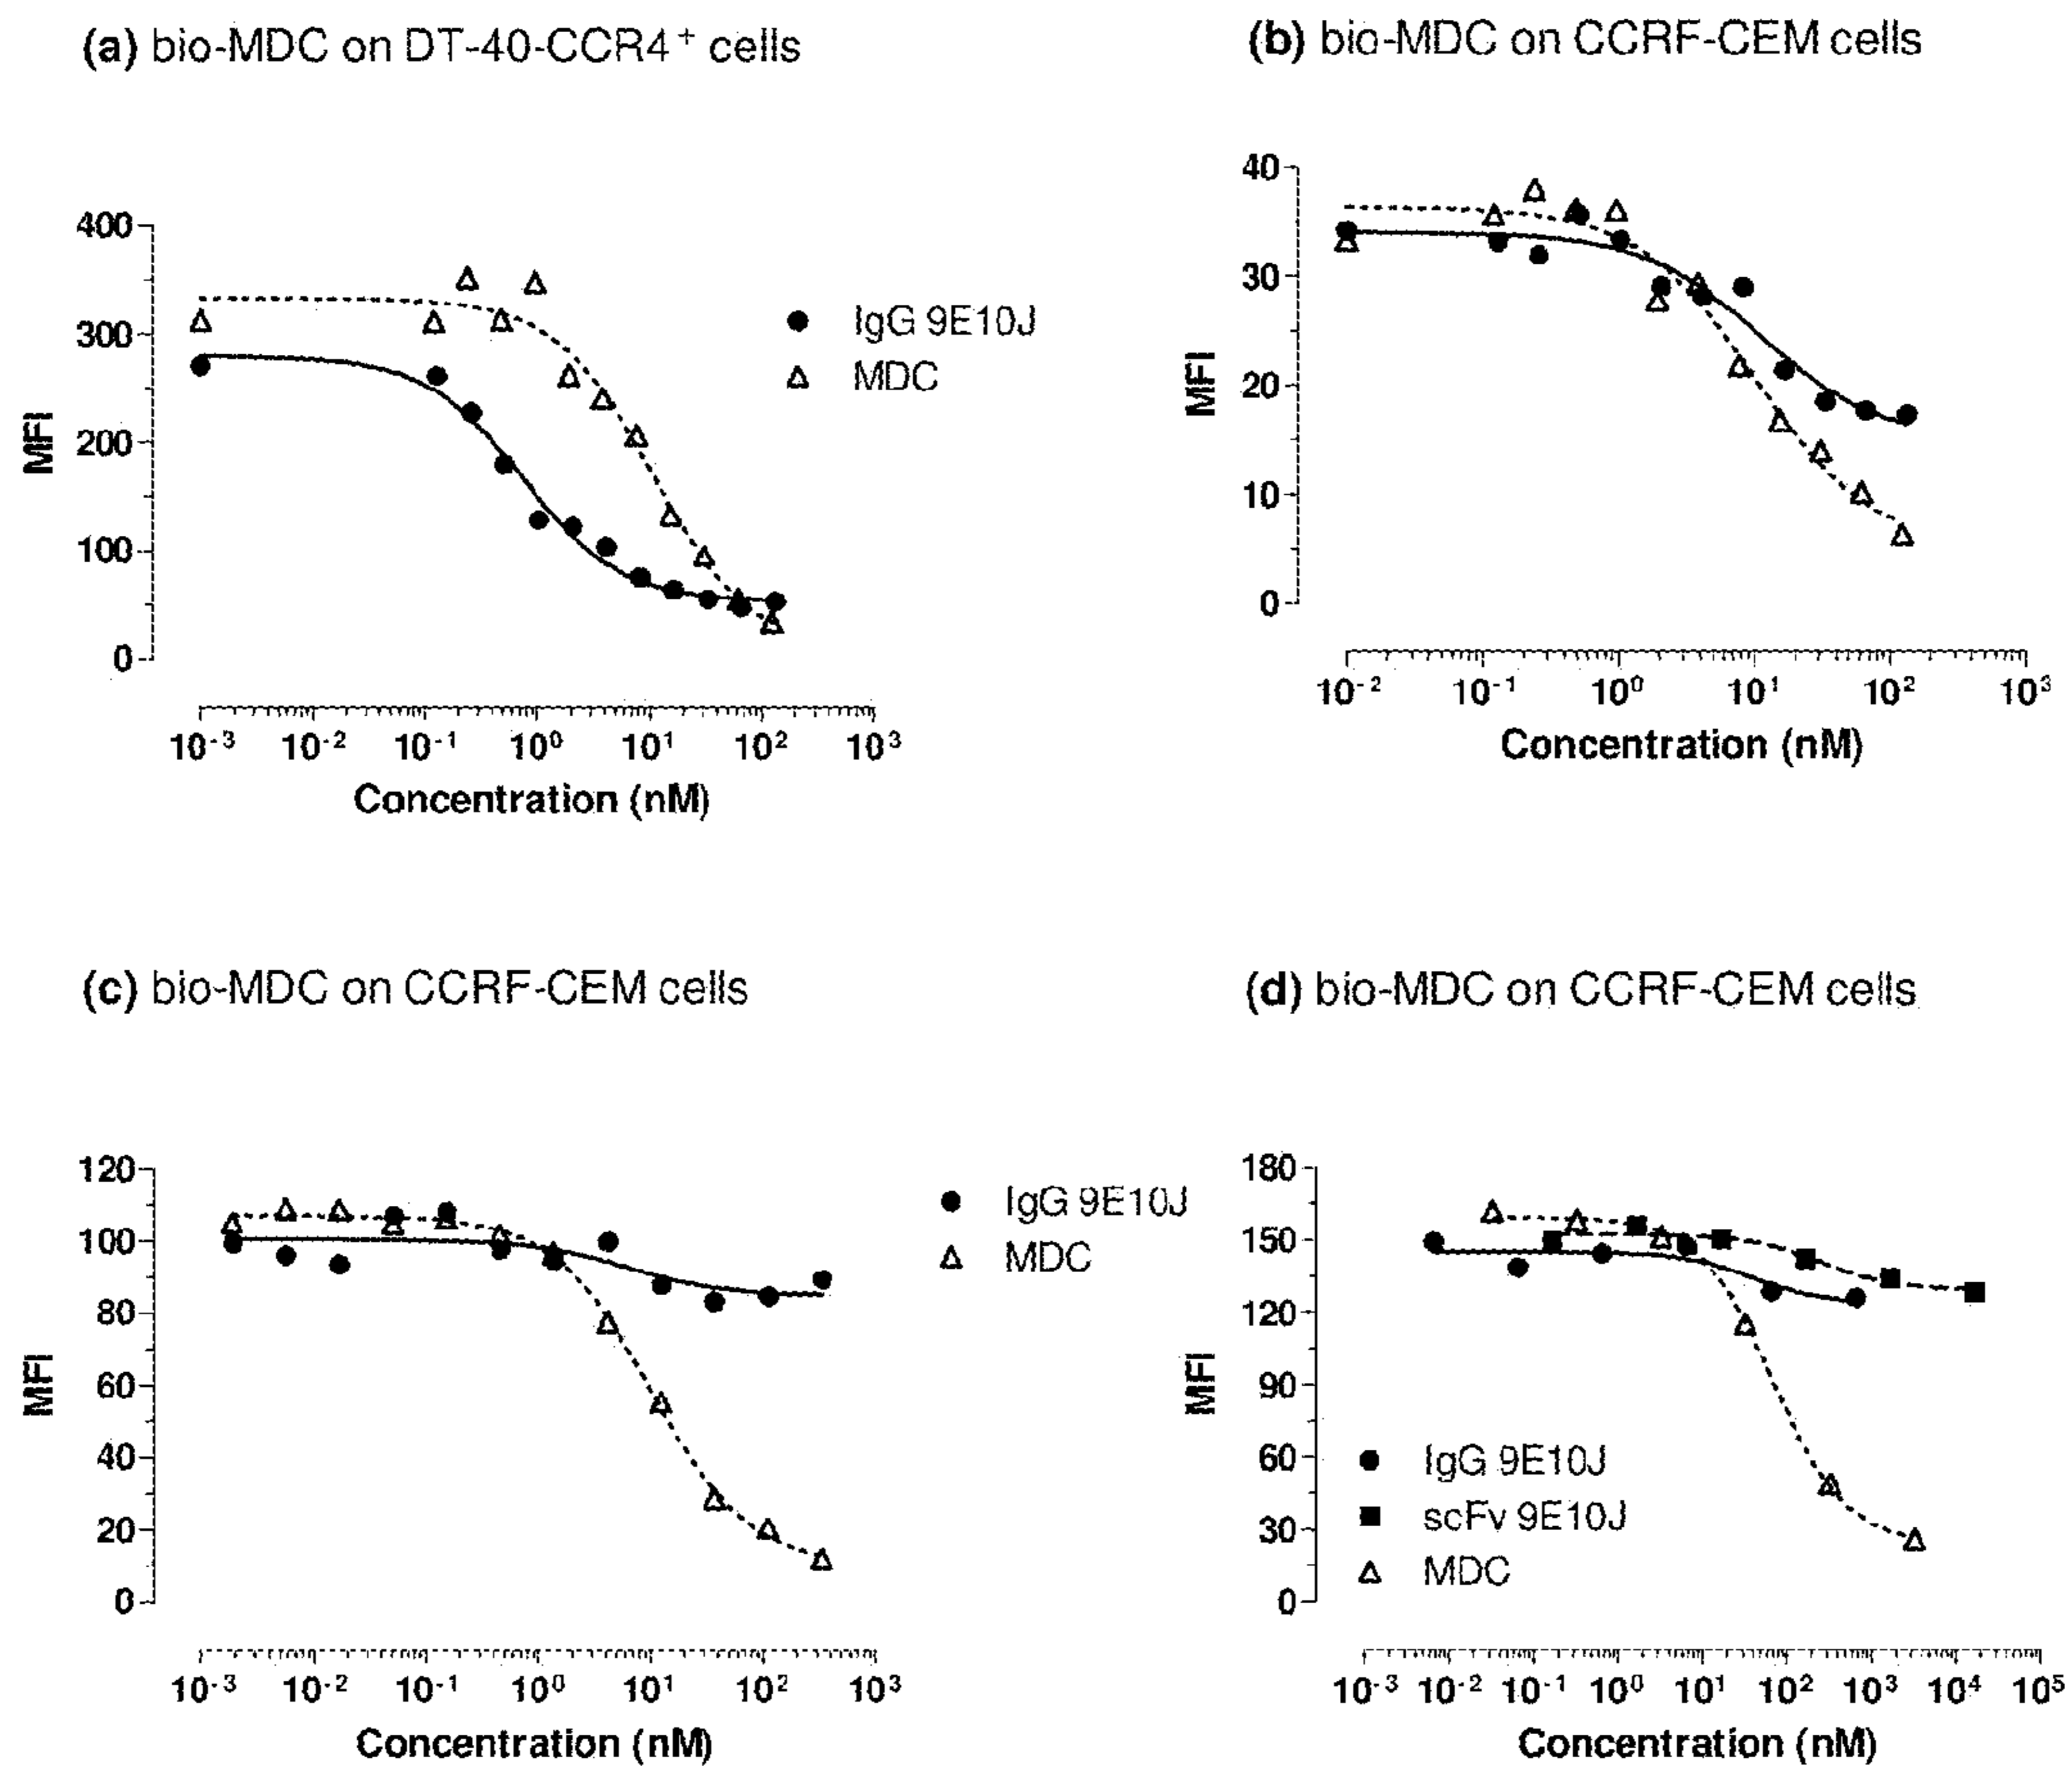 (a) bio-MDC on DT-40-CCR4⁺ cells
400
300
200
100
0
MFI
IgG 9E10J
MDC
10⁻³ 10⁻² 10⁻¹ 10⁰ 10¹ 10² 10³
Concentration (nM)
(b) bio-MDC on CCRF-CEM cells
40
30
20
10
0
MFI
10⁻² 10⁻¹ 10⁰ 10¹ 10² 10³
Concentration (nM)
(c) bio-MDC on CCRF-CEM cells
120
100
80
60
40
20
0
MFI
IgG 9E10J
MDC
10⁻³ 10⁻² 10⁻¹ 10⁰ 10¹ 10² 10³
Concentration (nM)
(d) bio-MDC on CCRF-CEM cells
180
150
120
90
60
30
0
MFI
IgG 9E10J
scFv 9E10J
MDC
10⁻³ 10⁻² 10⁻¹ 10⁰ 10¹ 10² 10³ 10⁴ 10⁵
Concentration (nM)